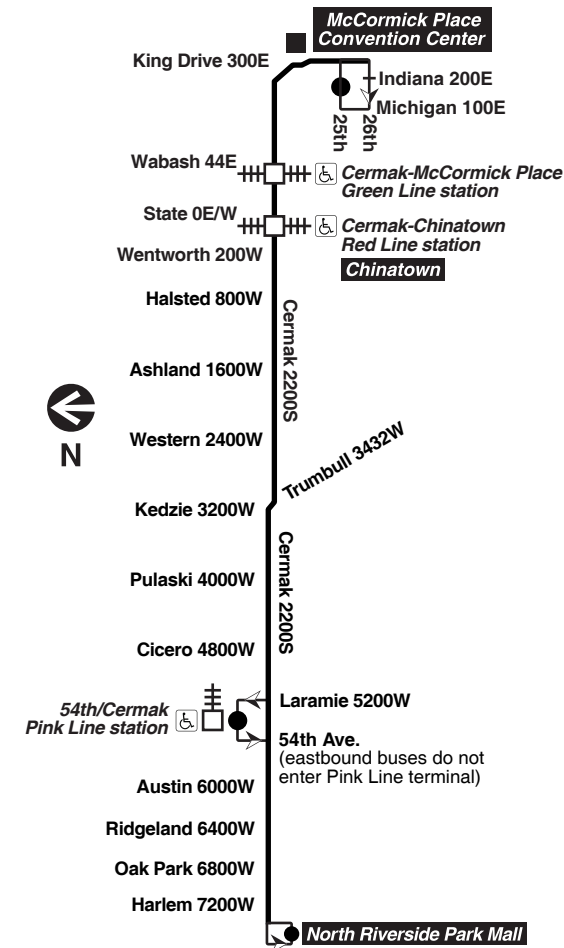 McCormick Place
Convention Center
King Drive 300E
Indiana 200E
Michigan 100E
25th
26th
Wabash 44E
Cermak-McCormick Place
Green Line station
State 0E/W
Cermak-Chinatown
Red Line station
Wentworth 200W
Chinatown
Halsted 800W
Cermak 2200S
Ashland 1600W
Western 2400W
N
Trumbull 3432W
Kedzie 3200W
Cermak 2200S
Pulaski 4000W
Cicero 4800W
Laramie 5200W
54th/Cermak
Pink Line station
54th Ave.
(eastbound buses do not
enter Pink Line terminal)
Austin 6000W
Ridgeland 6400W
Oak Park 6800W
Harlem 7200W
North Riverside Park Mall